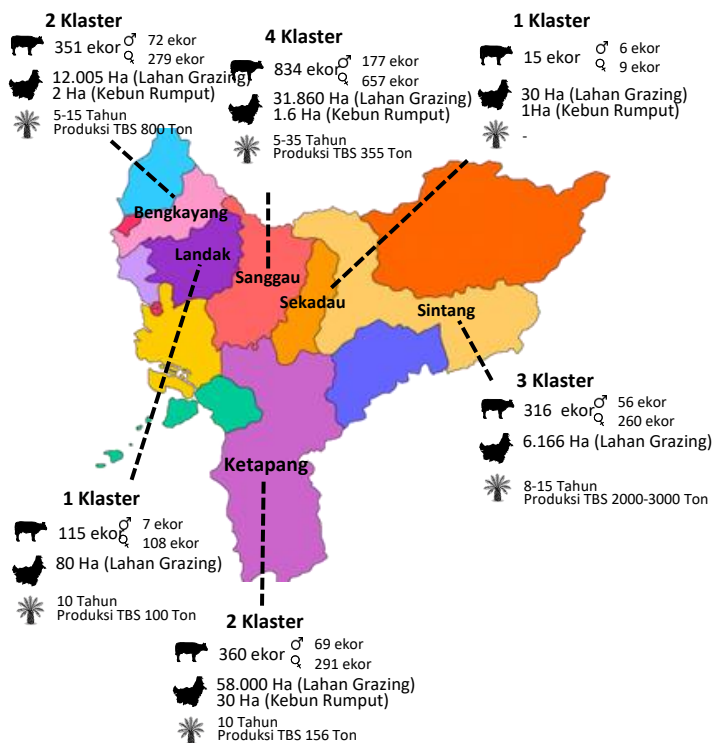 2 Klaster
351 ekor
♂ 72 ekor
♀ 279 ekor
12.005 Ha (Lahan Grazing)
2 Ha (Kebun Rumput)
5-15 Tahun
Produksi TBS 800 Ton
4 Klaster
834 ekor
♂ 177 ekor
♀ 657 ekor
31.860 Ha (Lahan Grazing)
1.6 Ha (Kebun Rumput)
5-35 Tahun
Produksi TBS 355 Ton
1 Klaster
15 ekor
♂ 6 ekor
♀ 9 ekor
30 Ha (Lahan Grazing)
1Ha (Kebun Rumput)
-
Bengkayang
Landak
Sanggau
Sekadau
Sintang
Ketapang
3 Klaster
316 ekor
♂ 56 ekor
♀ 260 ekor
6.166 Ha (Lahan Grazing)
8-15 Tahun
Produksi TBS 2000-3000 Ton
1 Klaster
115 ekor
♂ 7 ekor
♀ 108 ekor
80 Ha (Lahan Grazing)
10 Tahun
Produksi TBS 100 Ton
2 Klaster
360 ekor
♂ 69 ekor
♀ 291 ekor
58.000 Ha (Lahan Grazing)
30 Ha (Kebun Rumput)
10 Tahun
Produksi TBS 156 Ton